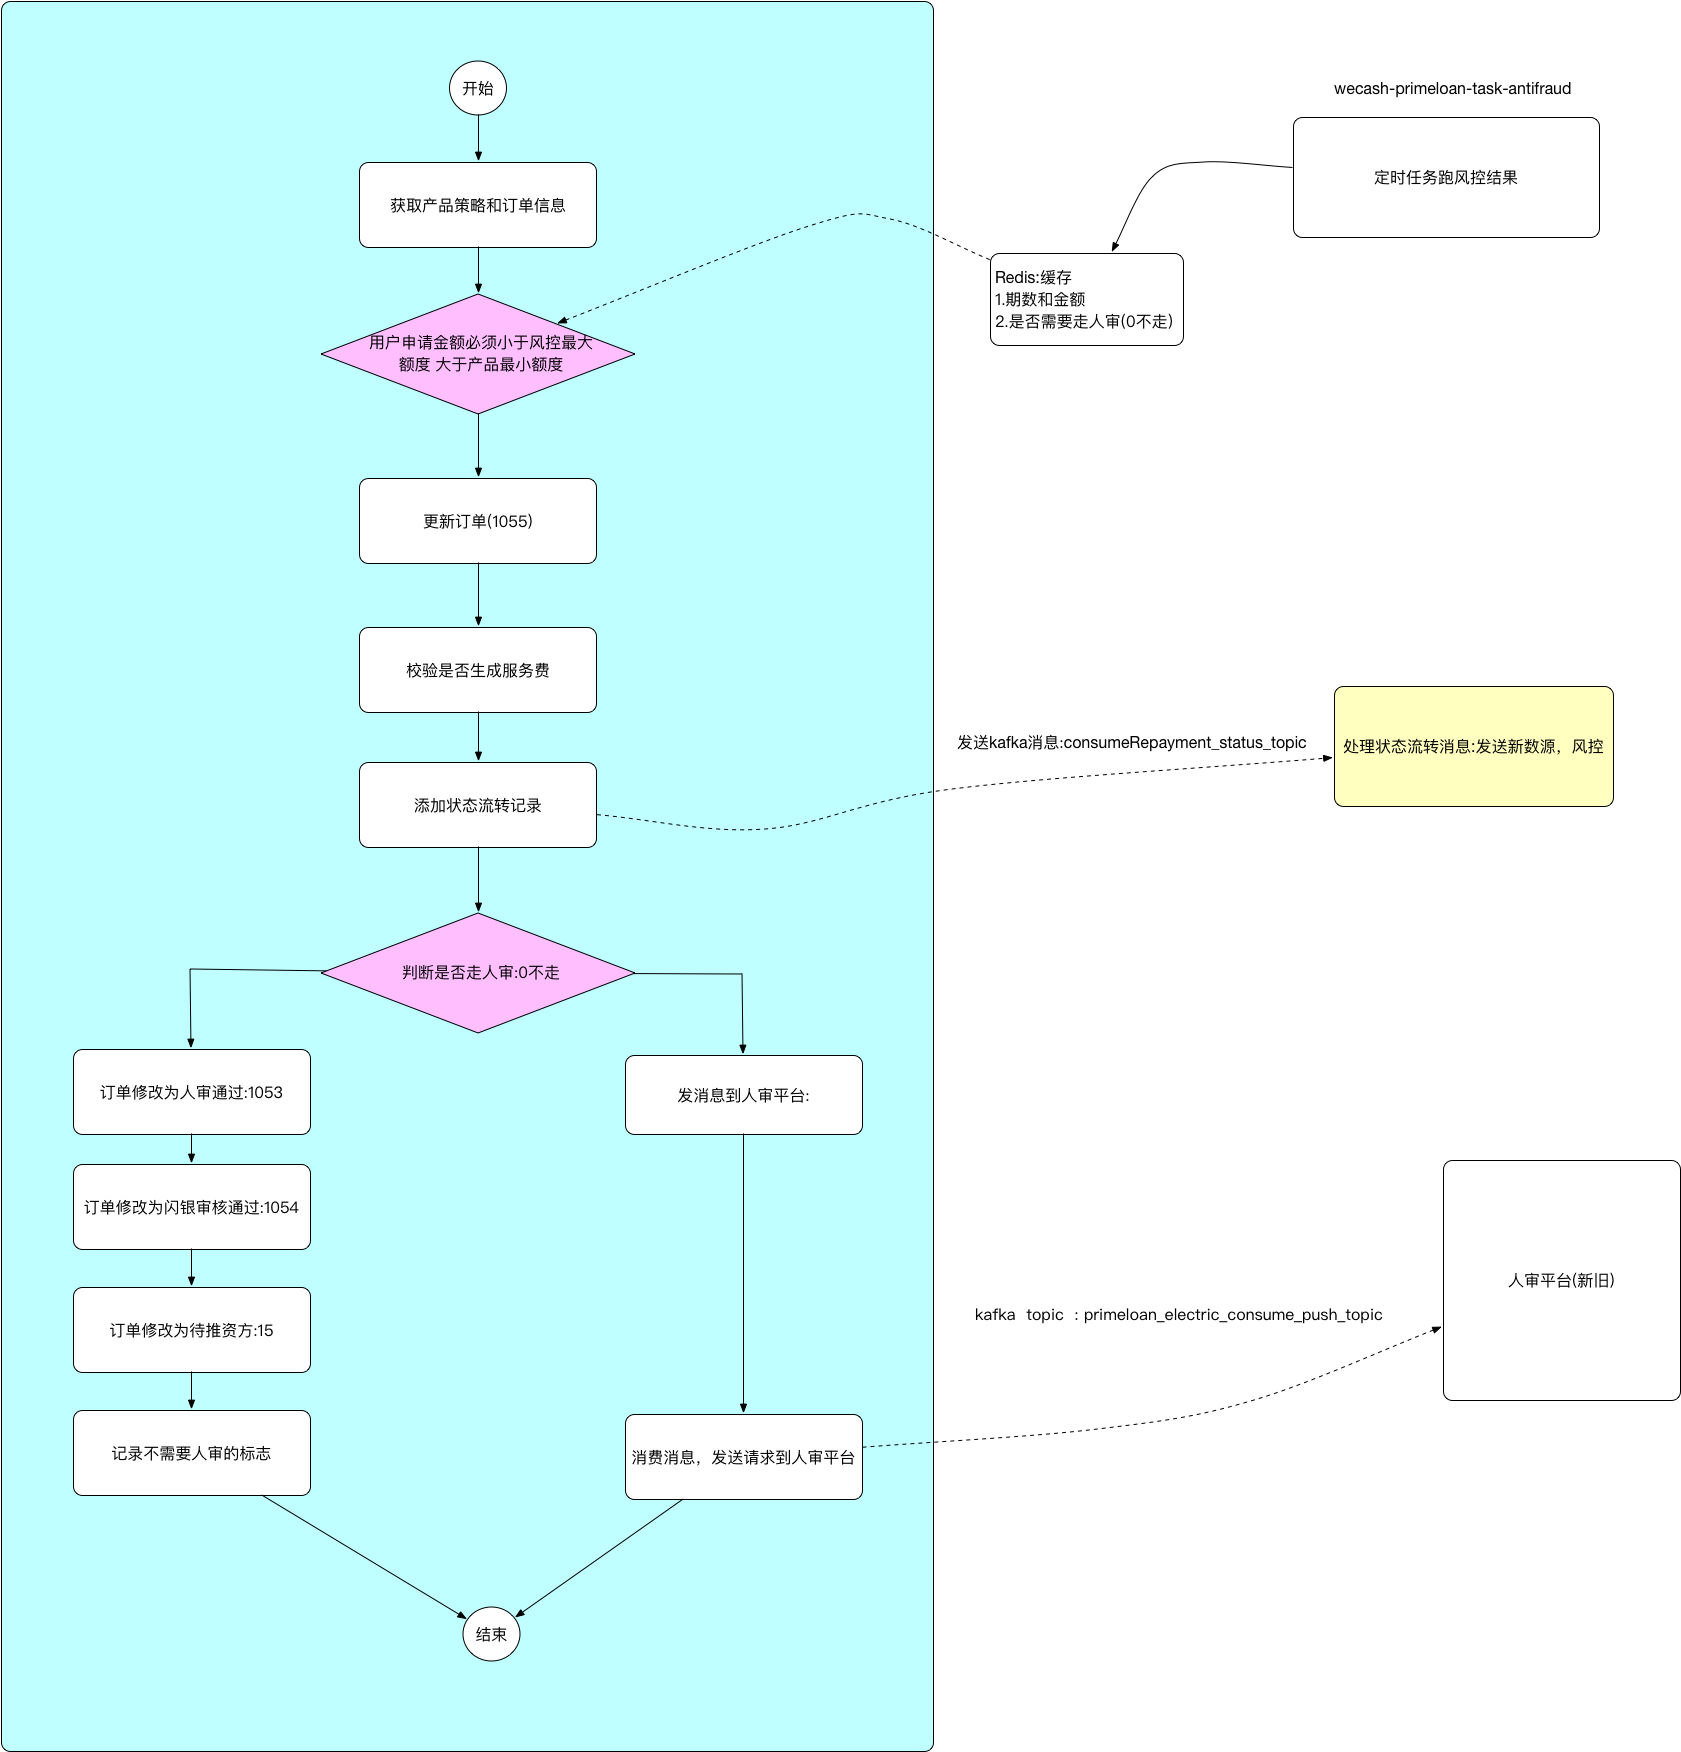 开始
wecash-primeloan-task-antifraud
定时任务跑风控结果
获取产品策略和订单信息
Redis:缓存
1.期数和金额
2.是否需要走人审(0不走)
用户申请金额必须小于风控最大
额度 大于产品最小额度
更新订单(1055)
校验是否生成服务费
发送kafka消息:consumeRepayment_status_topic
处理状态流转消息:发送新数源，风控
添加状态流转记录
判断是否走人审:0不走
订单修改为人审通过:1053
发消息到人审平台:
订单修改为闪银审核通过:1054
人审平台(新旧)
kafka topic : primeloan_electric_consume_push_topic
订单修改为待推资方:15
记录不需要人审的标志
消费消息，发送请求到人审平台
结束